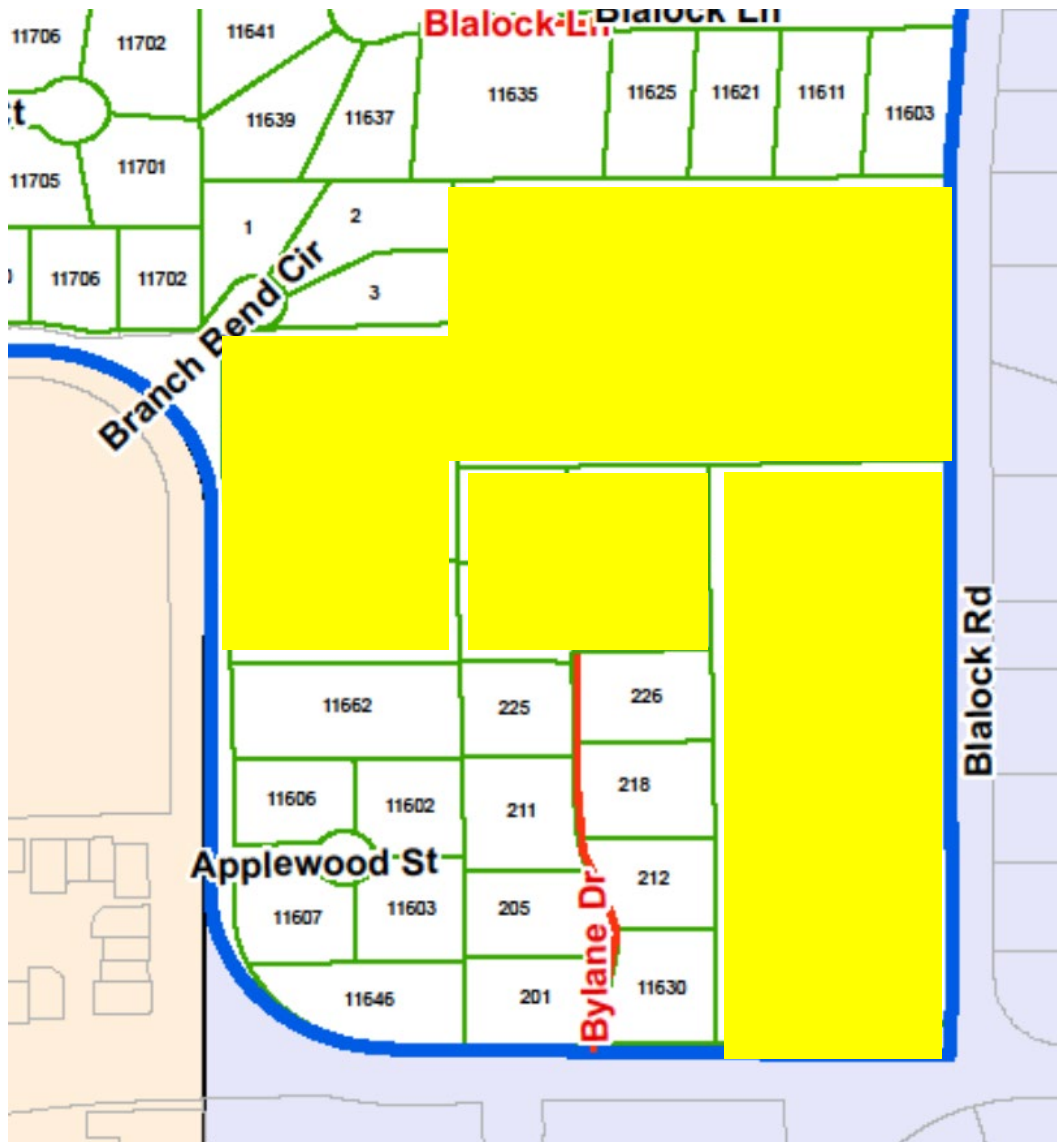 Blalock Ln Blalock Ln
11706 11702 11641
11635 11625 11621 11611 11603
11639 11637
11701
11705
1 2
11706 11702 3
Branch Bend Cir
Blalock Rd
11662 225 226
11606 11602 211 218
Applewood St
11607 11603 205 212
Bylane Dr
11646 201 11630